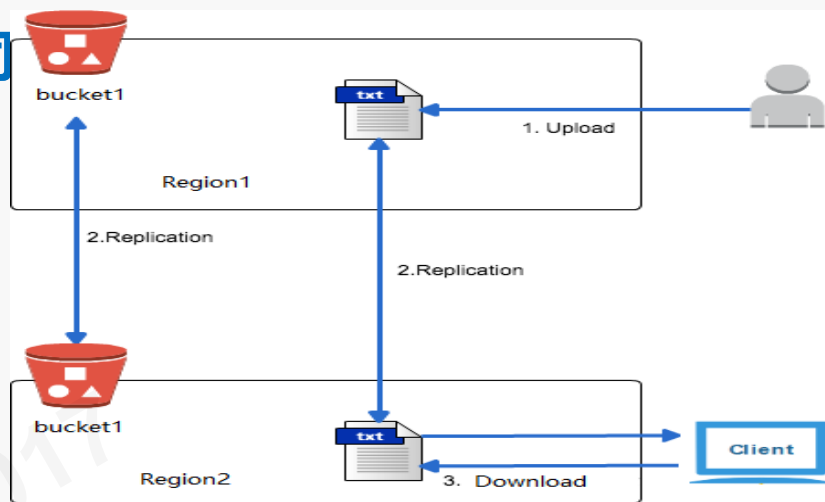 bucket1
txt
1. Upload
Region1
2.Replication
2.Replication
bucket1
txt
Client
Region2
3. Download